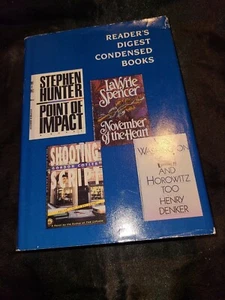 READER'S
DIGEST
CONDENSED
BOOKS
STEPHEN
HUNTER
POINT OF
IMPACT
LaVyrle
Spencer
November
of the Heart
SHOOTING
SCRIPT
AND
HOROWITZ
TOO
HENRY
DENKER